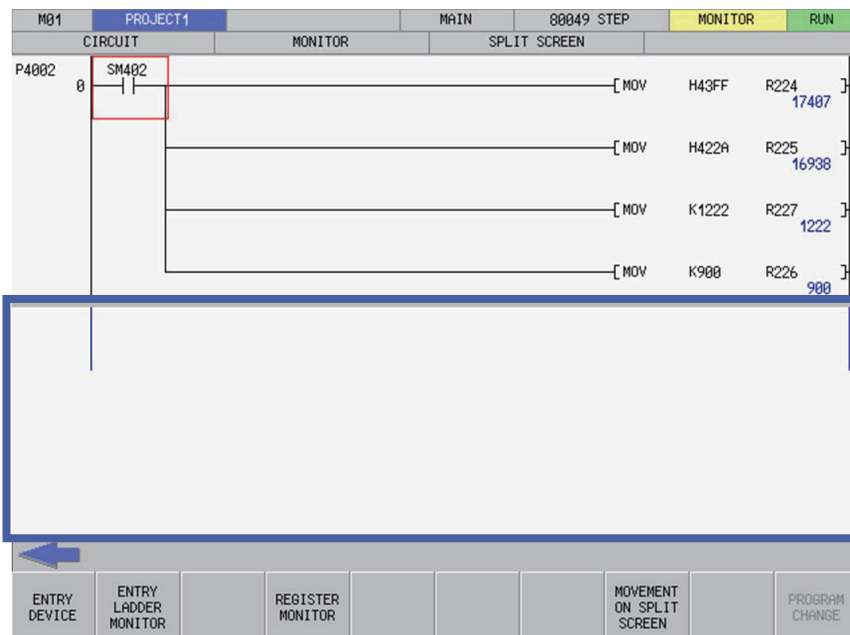 M01 PROJECT1 MAIN 80049 STEP MONITOR RUN
CIRCUIT MONITOR SPLIT SCREEN
P4002 SM402
0 [ MOV H43FF R224 ]
17407
[ MOV H422A R225 ]
16938
[ MOV K1222 R227 ]
1222
[ MOV K900 R226 ]
900
ENTRY DEVICE
ENTRY LADDER MONITOR
REGISTER MONITOR
MOVEMENT ON SPLIT SCREEN
PROGRAM CHANGE